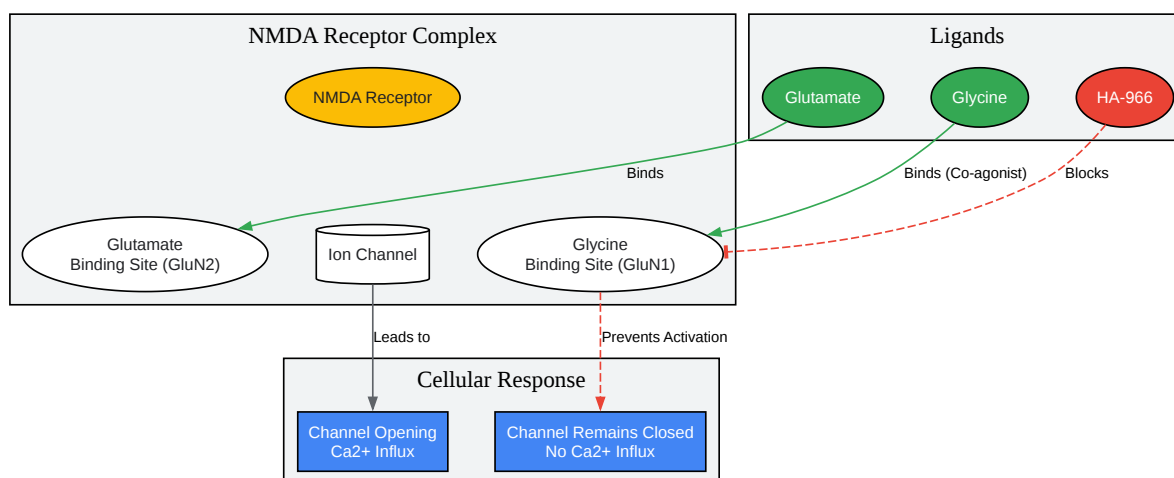 NMDA Receptor Complex
Ligands
NMDA Receptor
Glutamate
Glycine
HA-966
Binds
Binds (Co-agonist)
Blocks
Glutamate
Binding Site (GluN2)
Ion Channel
Glycine
Binding Site (GluN1)
Leads to
Prevents Activation
Cellular Response
Channel Opening
Ca2+ Influx
Channel Remains Closed
No Ca2+ Influx